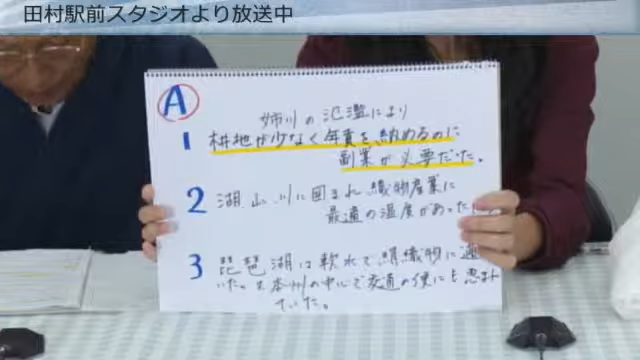 田村駅前スタジオより放送中
A
姉川の氾濫により
1 耕地が少なく年貢を納めるのに
副業が必要だった。
2 湖山川に囲まれ織物産業に
最適の湿度があった
3 琵琶湖は軟水で絹織物に適
いた。又本州の中心で交通の便にも恵まれ
ていた。